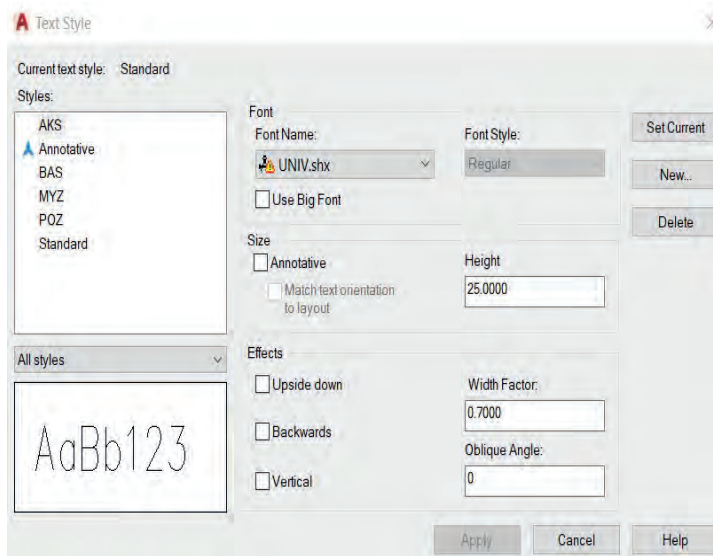 Text Style
Current text style: Standard
Styles:
AKS
Annotative
BAS
MYZ
POZ
Standard
All styles
AaBb123
Font
Font Name:
UNIV.shx
Use Big Font
Font Style:
Regular
Size
Annotative
Match text orientation
to layout
Height
25.0000
Effects
Upside down
Backwards
Vertical
Width Factor:
0.7000
Oblique Angle:
0
Set Current
New...
Delete
Apply
Cancel
Help